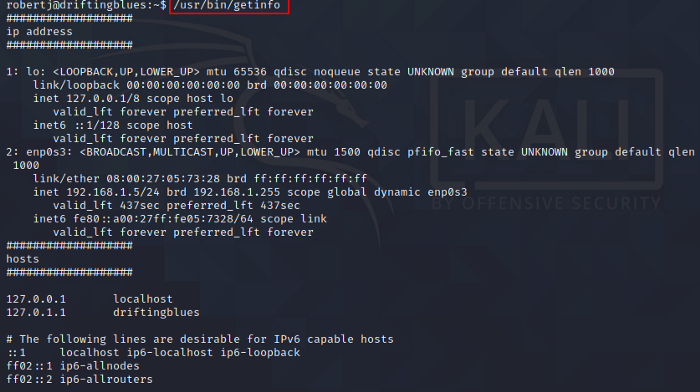 robertj@driftingblues:~$ /usr/bin/getinfo
###################
ip address
###################

1: lo: <LOOPBACK,UP,LOWER_UP> mtu 65536 qdisc noqueue state UNKNOWN group default qlen 1000
    link/loopback 00:00:00:00:00:00 brd 00:00:00:00:00:00
    inet 127.0.0.1/8 scope host lo
       valid_lft forever preferred_lft forever
    inet6 ::1/128 scope host
       valid_lft forever preferred_lft forever
2: enp0s3: <BROADCAST,MULTICAST,UP,LOWER_UP> mtu 1500 qdisc pfifo_fast state UNKNOWN group default qlen
 1000
    link/ether 08:00:27:05:73:28 brd ff:ff:ff:ff:ff:ff
    inet 192.168.1.5/24 brd 192.168.1.255 scope global dynamic enp0s3
       valid_lft 437sec preferred_lft 437sec
    inet6 fe80::a00:27ff:fe05:7328/64 scope link
       valid_lft forever preferred_lft forever
###################
hosts
###################

127.0.0.1       localhost
127.0.1.1       driftingblues

# The following lines are desirable for IPv6 capable hosts
::1     localhost ip6-localhost ip6-loopback
ff02::1 ip6-allnodes
ff02::2 ip6-allrouters
KALI
BY OFFENSIVE SECURITY